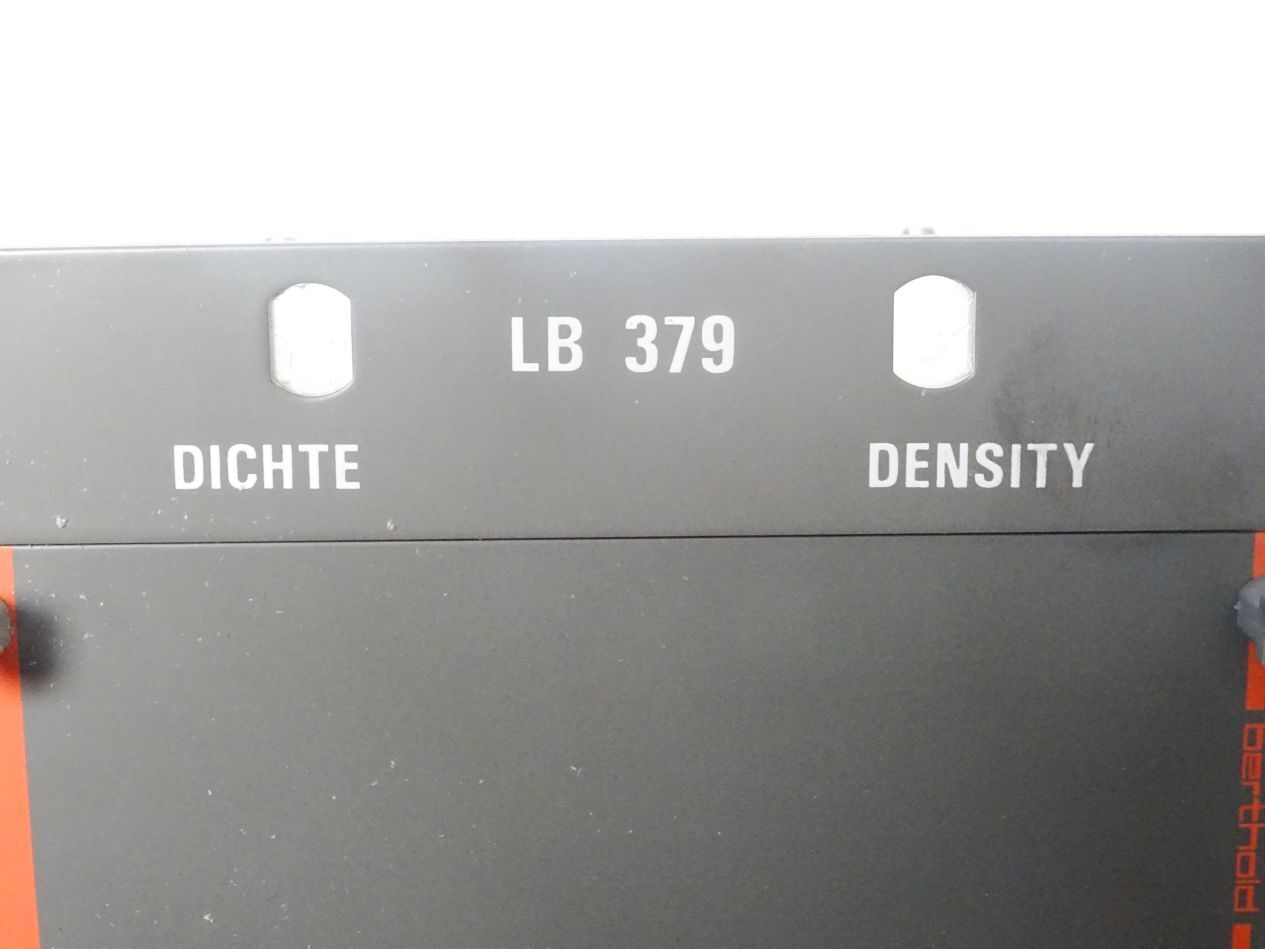 LB 379
DICHTE DENSITY
berthold